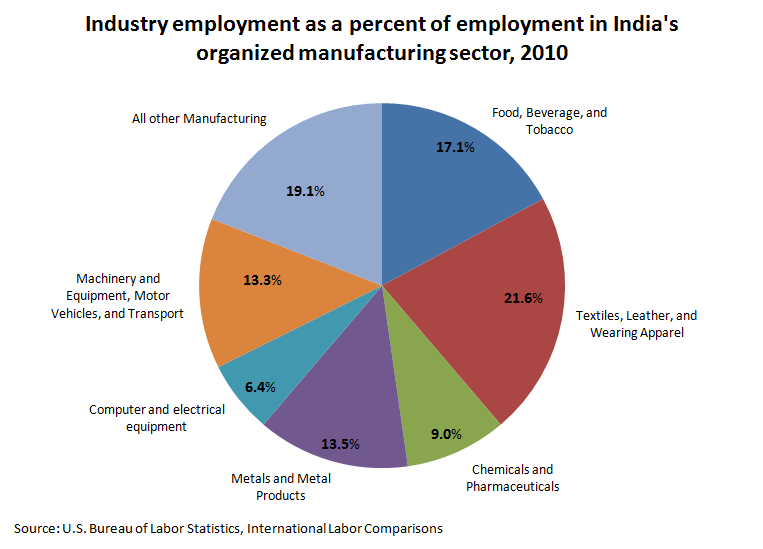 Industry employment as a percent of employment in India's
organized manufacturing sector, 2010
Food, Beverage, and
Tobacco
17.1%
Textiles, Leather, and
Wearing Apparel
21.6%
Chemicals and
Pharmaceuticals
9.0%
Metals and Metal
Products
13.5%
Computer and electrical
equipment
6.4%
Machinery and
Equipment, Motor
Vehicles, and Transport
13.3%
All other Manufacturing
19.1%
Source: U.S. Bureau of Labor Statistics, International Labor Comparisons